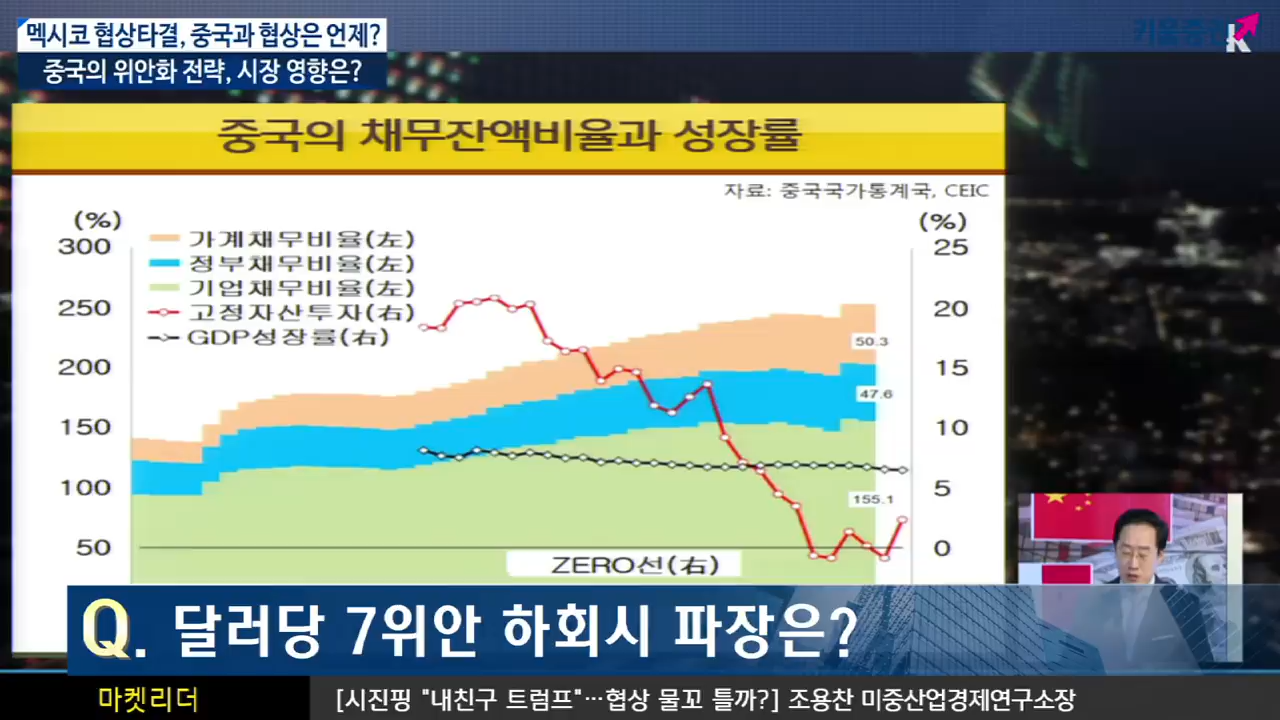 멕시코 협상타결, 중국과 협상은 언제?
중국의 위안화 전략, 시장 영향은?
키움증권
중국의 채무잔액비율과 성장률
자료: 중국국가통계국, CEIC
(%)
(%)
300
250
200
150
100
50
가계채무비율(左)
정부채무비율(左)
기업채무비율(左)
고정자산투자(右)
GDP성장률(右)
25
20
15
10
5
0
50.3
47.6
155.1
ZERO선(右)
Q. 달러당 7위안 하회시 파장은?
마켓리더
[시진핑 "내친구 트럼프"…협상 물꼬 틀까?] 조용찬 미중산업경제연구소장